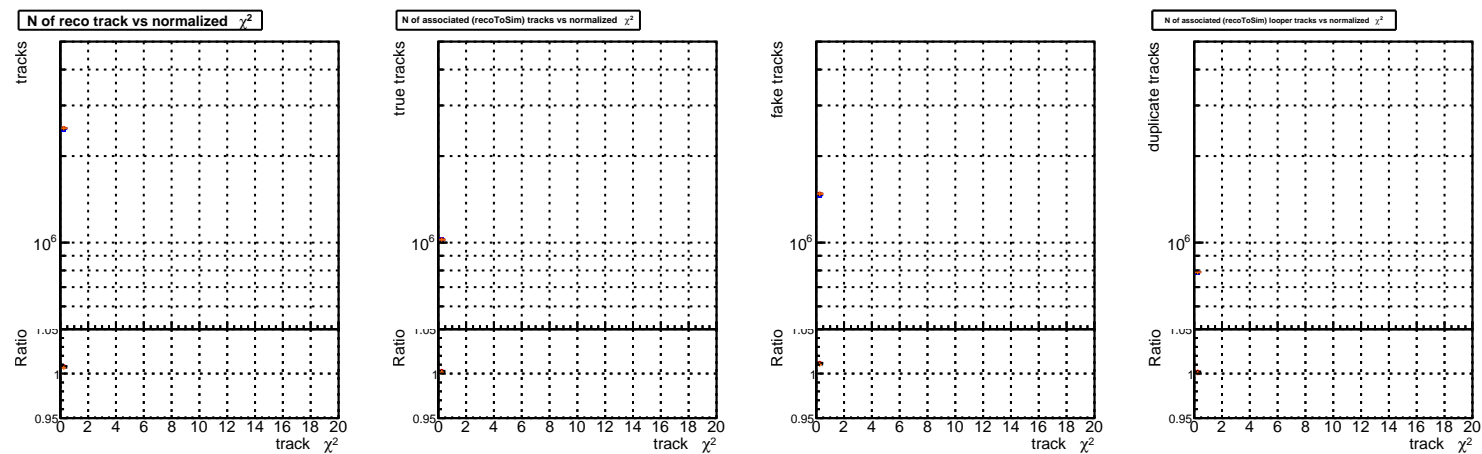 N of reco track vs normalized χ²
tracks
10⁶
1.05
Ratio
1
0.95
0 2 4 6 8 10 12 14 16 18 20
track χ²
N of associated (recoToSim) tracks vs normalized χ²
true tracks
10⁶
1.05
Ratio
1
0.95
0 2 4 6 8 10 12 14 16 18 20
track χ²
fake tracks
10⁶
1.05
Ratio
1
0.95
0 2 4 6 8 10 12 14 16 18 20
track χ²
N of associated (recoToSim) looper tracks vs normalized χ²
duplicate tracks
10⁶
1.05
Ratio
1
0.95
0 2 4 6 8 10 12 14 16 18 20
track χ²